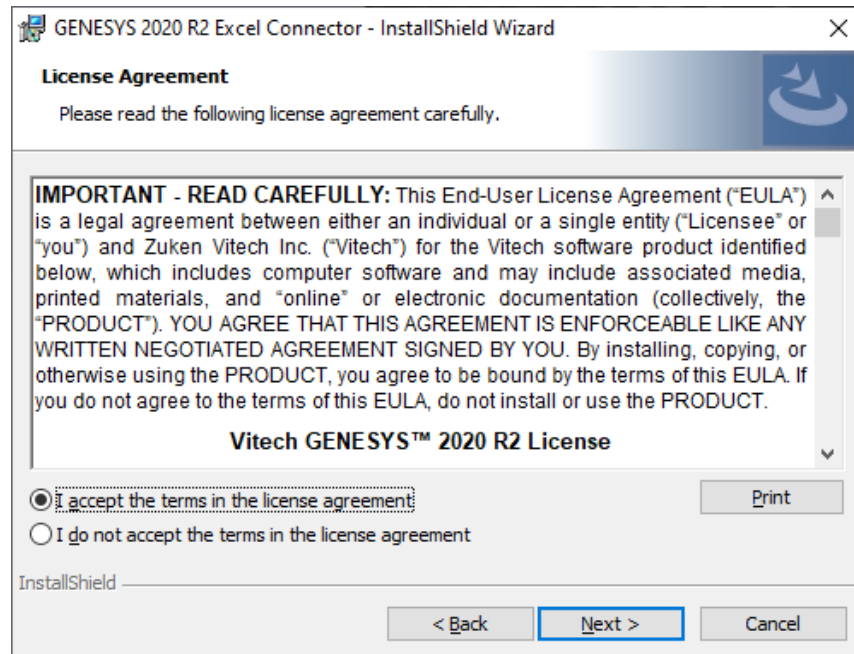 GENESYS 2020 R2 Excel Connector - InstallShield Wizard
License Agreement
Please read the following license agreement carefully.
IMPORTANT - READ CAREFULLY: This End-User License Agreement (“EULA”)
is a legal agreement between either an individual or a single entity (“Licensee” or
“you”) and Zuken Vitech Inc. (“Vitech”) for the Vitech software product identified
below, which includes computer software and may include associated media,
printed materials, and “online” or electronic documentation (collectively, the
“PRODUCT”). YOU AGREE THAT THIS AGREEMENT IS ENFORCEABLE LIKE ANY
WRITTEN NEGOTIATED AGREEMENT SIGNED BY YOU. By installing, copying, or
otherwise using the PRODUCT, you agree to be bound by the terms of this EULA. If
you do not agree to the terms of this EULA, do not install or use the PRODUCT.
Vitech GENESYS™ 2020 R2 License
I accept the terms in the license agreement
Print
I do not accept the terms in the license agreement
InstallShield
< Back
Next >
Cancel